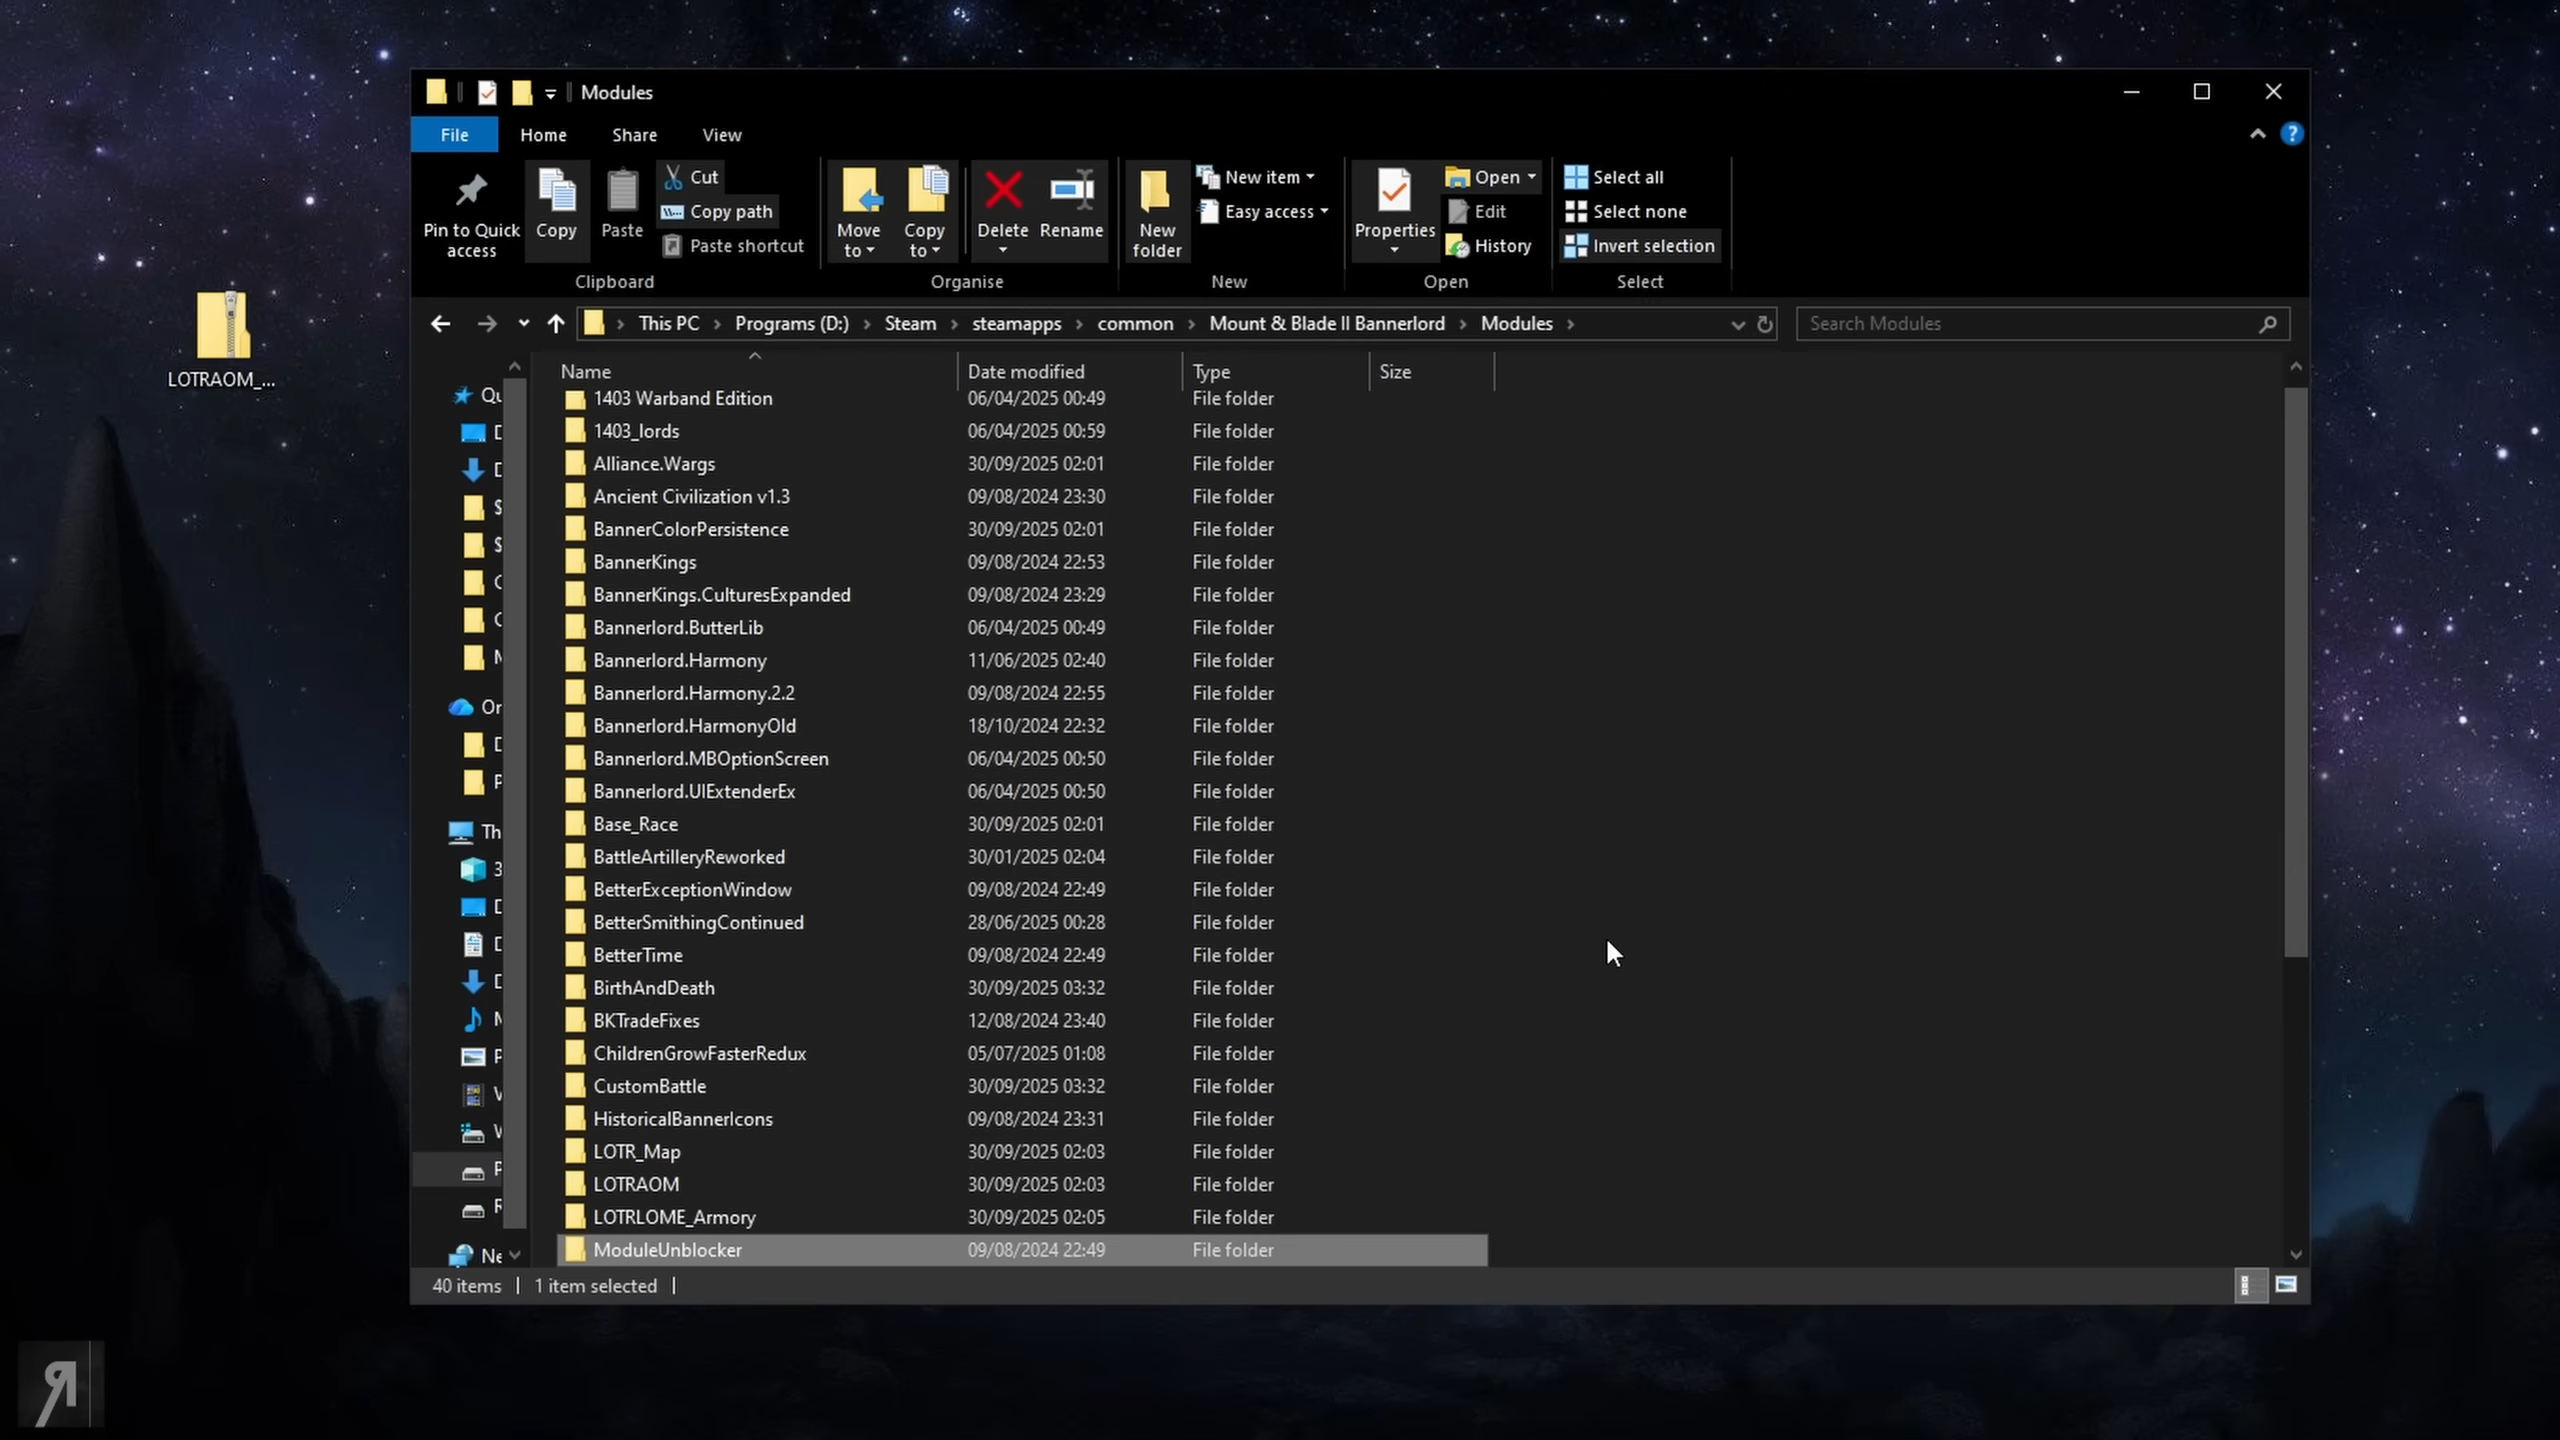 Modules
File Home Share View
Pin to Quick access
Copy
Paste
Cut
Copy path
Paste shortcut
Clipboard
Move to
Copy to
Delete
Rename
Organise
New folder
New item
Easy access
New
Properties
Open
Edit
History
Open
Select all
Select none
Invert selection
Select
This PC > Programs (D:) > Steam > steamapps > common > Mount & Blade II Bannerlord > Modules >
Search Modules
LOTRAOM_...
Name Date modified Type Size
1403 Warband Edition 06/04/2025 00:49 File folder
1403_lords 06/04/2025 00:59 File folder
Alliance.Wargs 30/09/2025 02:01 File folder
Ancient Civilization v1.3 09/08/2024 23:30 File folder
BannerColorPersistence 30/09/2025 02:01 File folder
BannerKings 09/08/2024 22:53 File folder
BannerKings.CulturesExpanded 09/08/2024 23:29 File folder
Bannerlord.ButterLib 06/04/2025 00:49 File folder
Bannerlord.Harmony 11/06/2025 02:40 File folder
Bannerlord.Harmony.2.2 09/08/2024 22:55 File folder
Bannerlord.HarmonyOld 18/10/2024 22:32 File folder
Bannerlord.MBOptionScreen 06/04/2025 00:50 File folder
Bannerlord.UIExtenderEx 06/04/2025 00:50 File folder
Base_Race 30/09/2025 02:01 File folder
BattleArtilleryReworked 30/01/2025 02:04 File folder
BetterExceptionWindow 09/08/2024 22:49 File folder
BetterSmithingContinued 28/06/2025 00:28 File folder
BetterTime 09/08/2024 22:49 File folder
BirthAndDeath 30/09/2025 03:32 File folder
BKTradeFixes 12/08/2024 23:40 File folder
ChildrenGrowFasterRedux 05/07/2025 01:08 File folder
CustomBattle 30/09/2025 03:32 File folder
HistoricalBannerIcons 09/08/2024 23:31 File folder
LOTR_Map 30/09/2025 02:03 File folder
LOTRAOM 30/09/2025 02:03 File folder
LOTRLOME_Armory 30/09/2025 02:05 File folder
ModuleUnblocker 09/08/2024 22:49 File folder
40 items | 1 item selected |